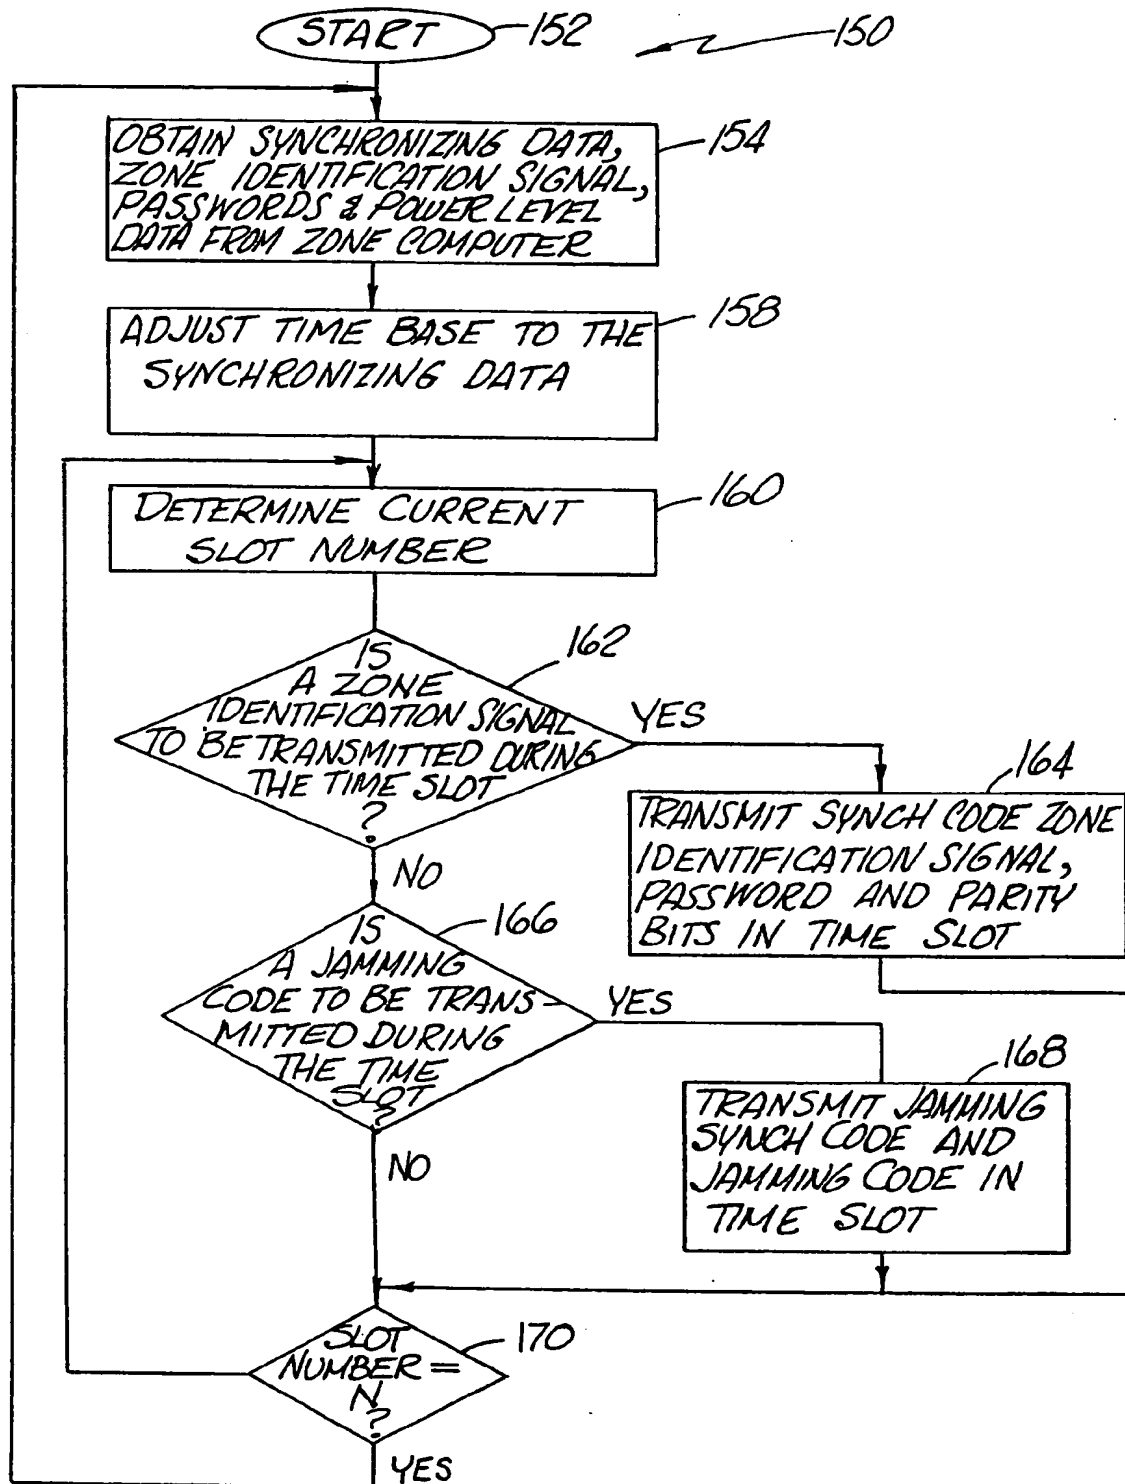 START
152
150
OBTAIN SYNCHRONIZING DATA,
ZONE IDENTIFICATION SIGNAL,
PASSWORDS & POWER LEVEL
DATA FROM ZONE COMPUTER
154
ADJUST TIME BASE TO THE
SYNCHRONIZING DATA
158
DETERMINE CURRENT
SLOT NUMBER
160
IS
A ZONE
IDENTIFICATION SIGNAL
TO BE TRANSMITTED DURING
THE TIME SLOT
?
162
YES
NO
TRANSMIT SYNCH CODE ZONE
IDENTIFICATION SIGNAL,
PASSWORD AND PARITY
BITS IN TIME SLOT
164
IS
A JAMMING
CODE TO BE TRANS-
MITTED DURING
THE TIME
SLOT
?
166
YES
NO
TRANSMIT JAMMING
SYNCH CODE AND
JAMMING CODE IN
TIME SLOT
168
SLOT
NUMBER =
N
?
170
YES